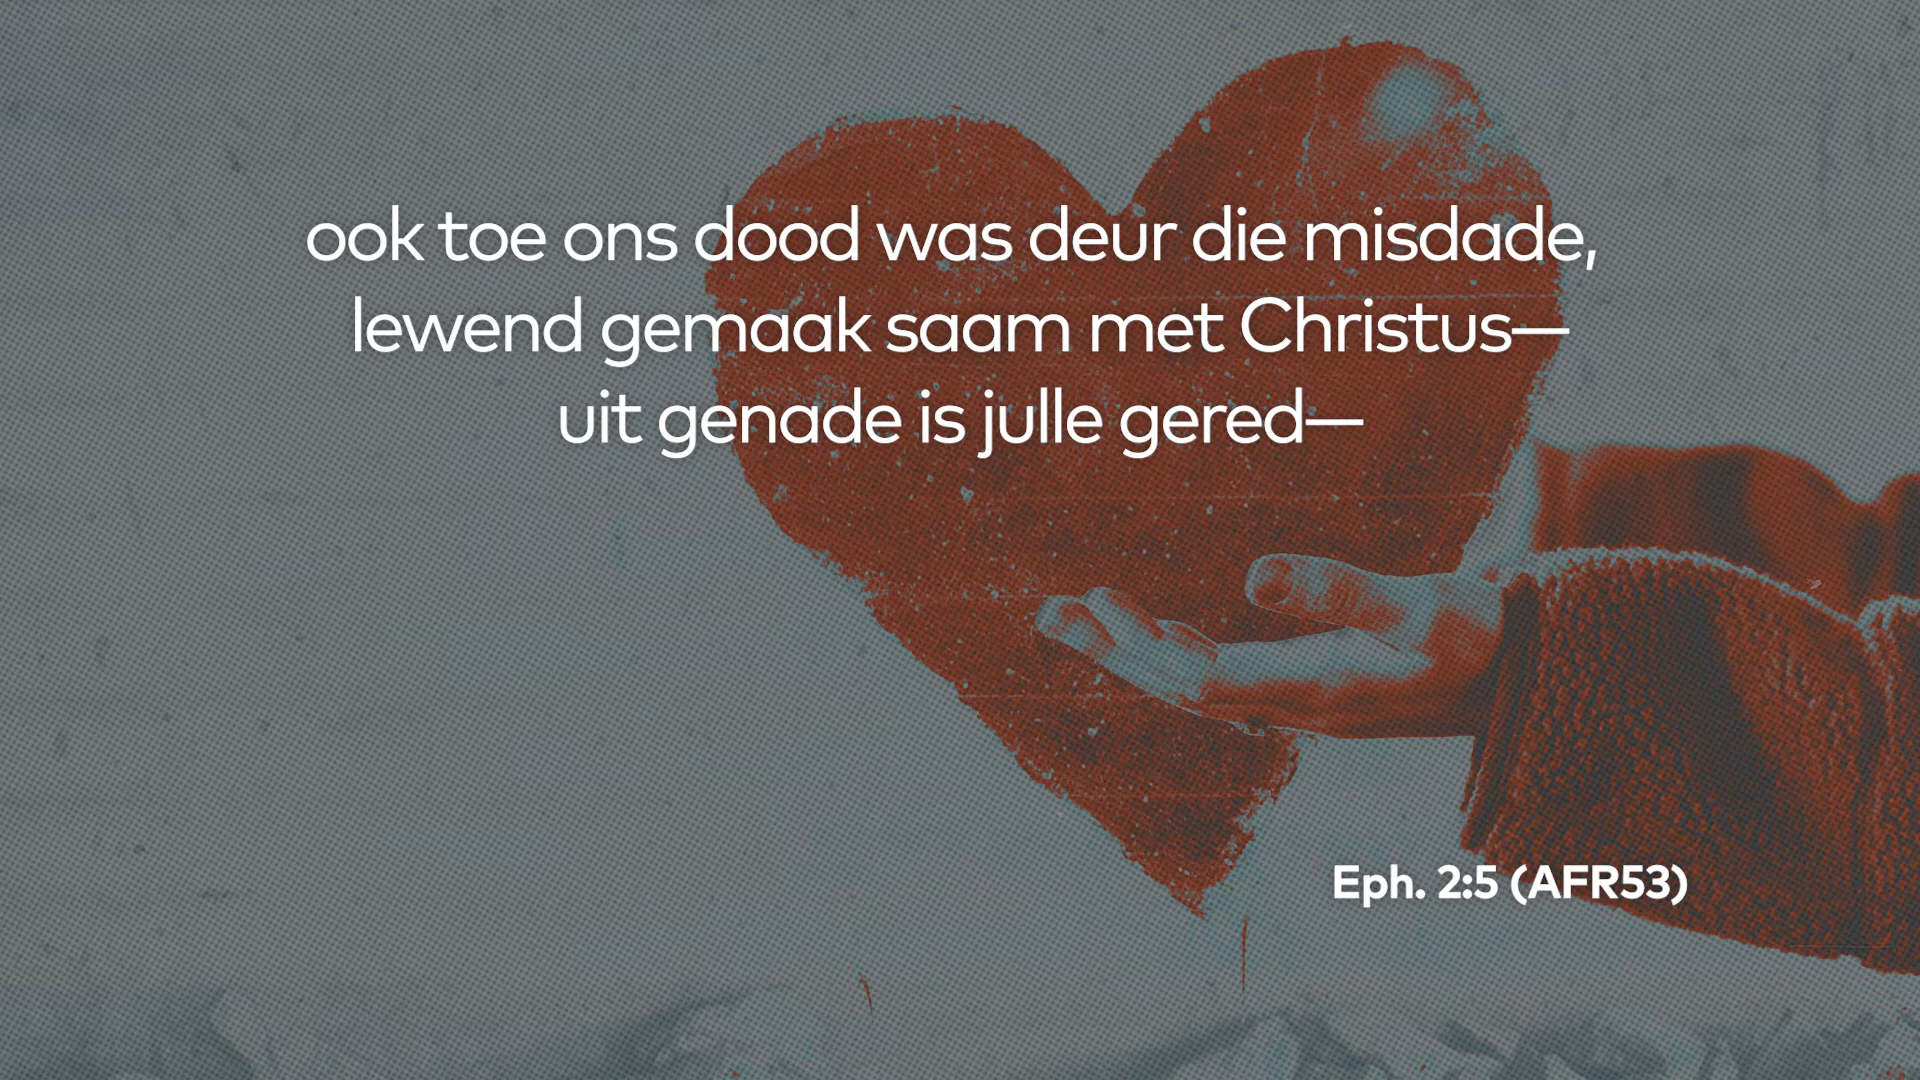 ook toe ons dood was deur die misdade,
lewend gemaak saam met Christus—
uit genade is julle gered—
Eph. 2:5 (AFR53)